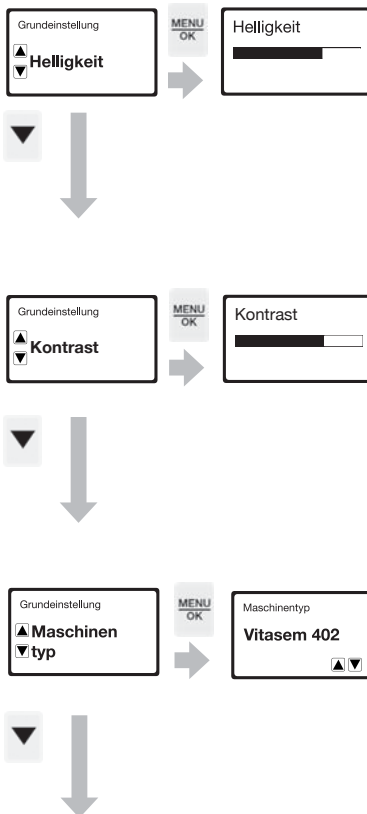 Grundeinstellung
Helligkeit
MENU
OK
Helligkeit
Grundeinstellung
Kontrast
MENU
OK
Kontrast
Grundeinstellung
Maschinen
typ
MENU
OK
Maschinentyp
Vitasem 402